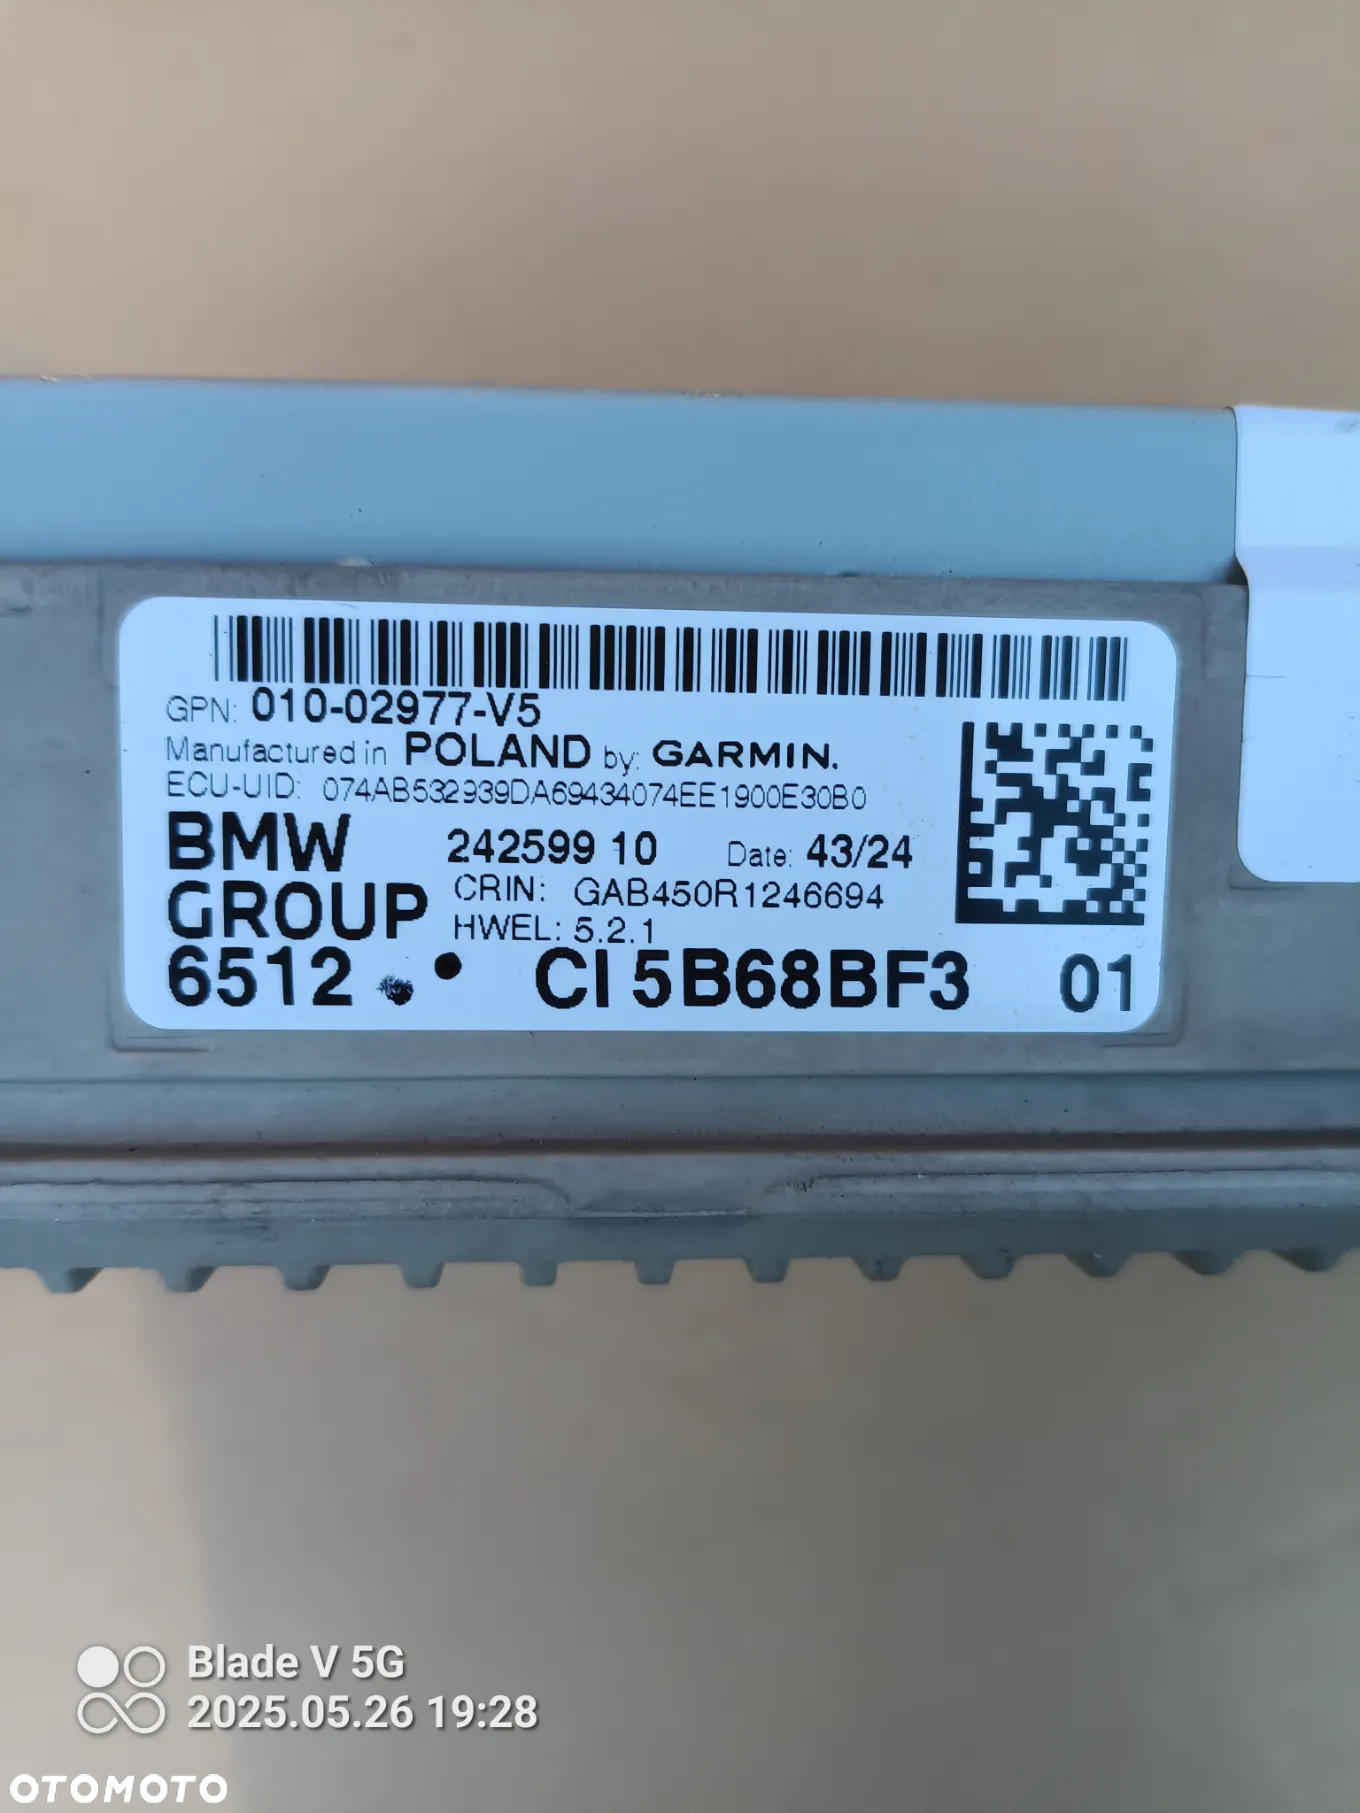 GPN: 010-02977-V5
Manufactured in POLAND by: GARMIN.
ECU-UID: 074AB532939DA69434074EE1900E30B0
BMW GROUP
242599 10 Date: 43/24
CRIN: GAB450R1246694
HWEL: 5.2.1
6512 CI 5B68BF3 01
Blade V 5G
2025.05.26 19:28
OTOMOTO